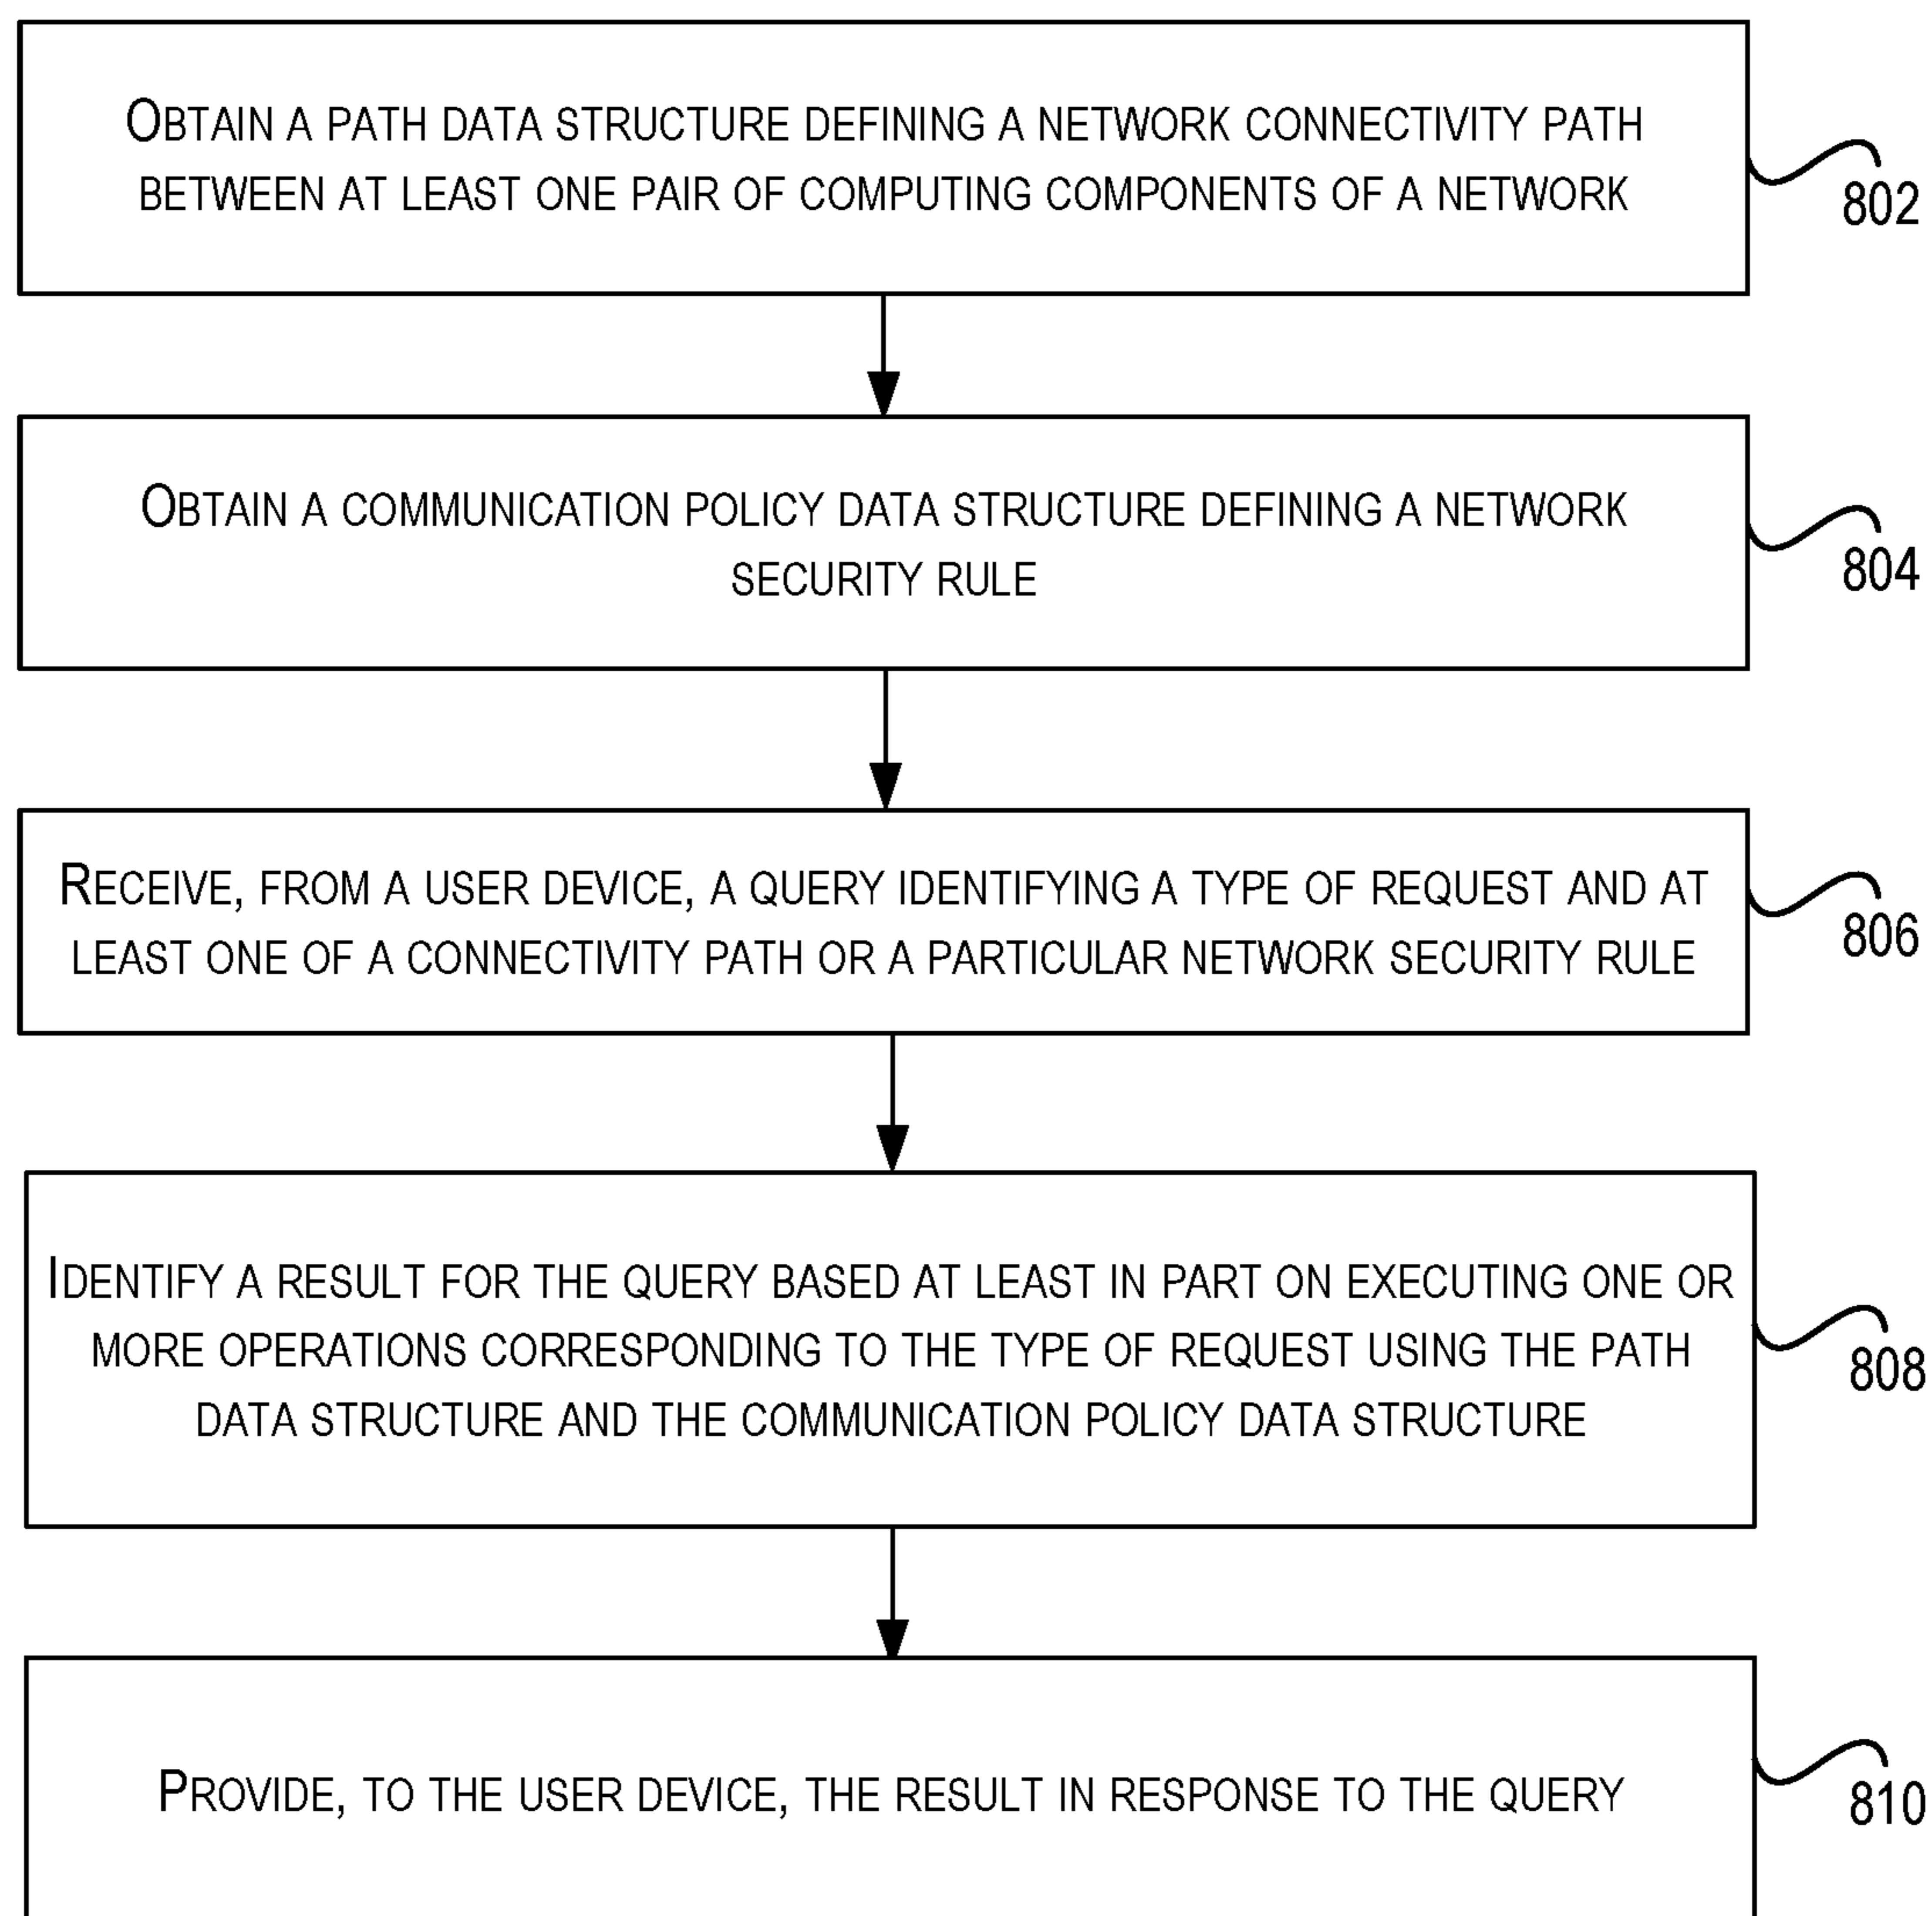 OBTAIN A PATH DATA STRUCTURE DEFINING A NETWORK CONNECTIVITY PATH
BETWEEN AT LEAST ONE PAIR OF COMPUTING COMPONENTS OF A NETWORK
802
OBTAIN A COMMUNICATION POLICY DATA STRUCTURE DEFINING A NETWORK
SECURITY RULE
804
RECEIVE, FROM A USER DEVICE, A QUERY IDENTIFYING A TYPE OF REQUEST AND AT
LEAST ONE OF A CONNECTIVITY PATH OR A PARTICULAR NETWORK SECURITY RULE
806
IDENTIFY A RESULT FOR THE QUERY BASED AT LEAST IN PART ON EXECUTING ONE OR
MORE OPERATIONS CORRESPONDING TO THE TYPE OF REQUEST USING THE PATH
DATA STRUCTURE AND THE COMMUNICATION POLICY DATA STRUCTURE
808
PROVIDE, TO THE USER DEVICE, THE RESULT IN RESPONSE TO THE QUERY
810